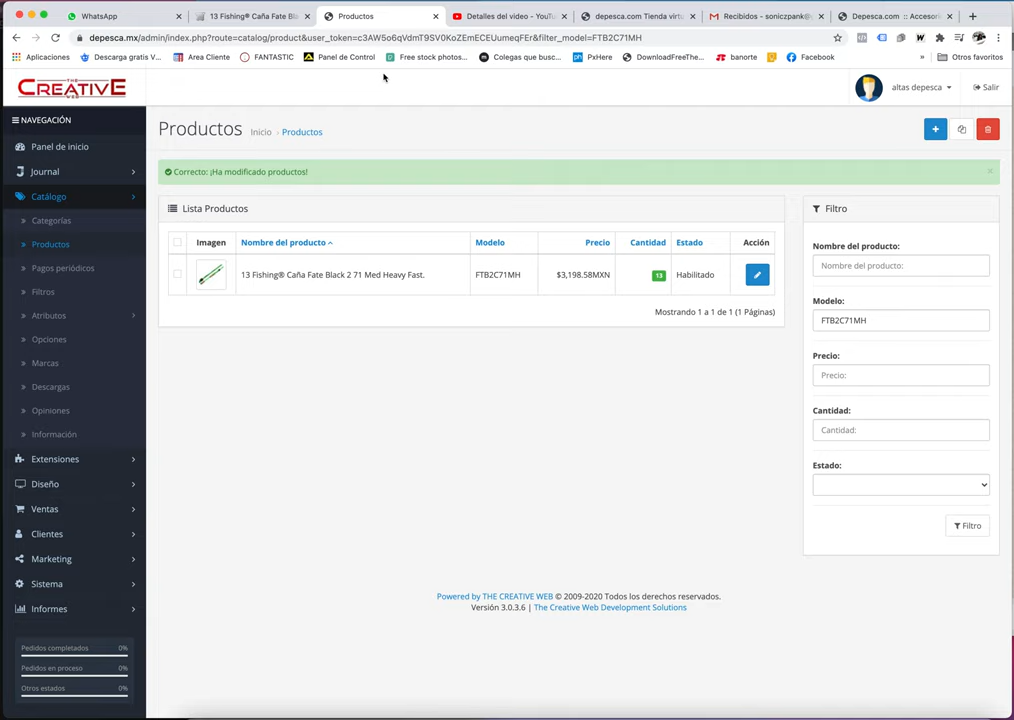 WhatsApp
13 Fishing® Caña Fate Black 2
Productos
Detalles del video - YouTu
depesca.com Tienda virtu
Recibidos - soniczpank@g
Depesca.com :: Accesori
depesca.mx/admin/index.php?route=catalog/product&user_token=c3AW5o6qVdmT9SV0KoZEmECEUumeqFEr&filter_model=FTB2C71MH
Aplicaciones
Descarga gratis V...
Area Cliente
FANTASTIC
Panel de Control
Free stock photos...
Colegas que busc...
PxHere
DownloadFreeThe...
banorte
Facebook
»
Otros favoritos
THE
CREATIVE
WEB
altas depesca
Salir
NAVEGACIÓN
Panel de inicio
Journal
Catálogo
Categorías
Productos
Pagos periódicos
Filtros
Atributos
Opciones
Marcas
Descargas
Opiniones
Información
Extensiones
Diseño
Ventas
Clientes
Marketing
Sistema
Informes
Pedidos completados 0%
Pedidos en proceso 0%
Otros estados 0%
Productos
Inicio › Productos
Correcto: ¡Ha modificado productos!
Lista Productos
Imagen Nombre del producto Modelo Precio Cantidad Estado Acción
13 Fishing® Caña Fate Black 2 71 Med Heavy Fast. FTB2C71MH $3,198.58MXN 13 Habilitado
Mostrando 1 a 1 de 1 (1 Páginas)
Filtro
Nombre del producto:
Nombre del producto:
Modelo:
FTB2C71MH
Precio:
Precio:
Cantidad:
Cantidad:
Estado:
Filtro
Powered by THE CREATIVE WEB © 2009-2020 Todos los derechos reservados.
Versión 3.0.3.6 | The Creative Web Development Solutions